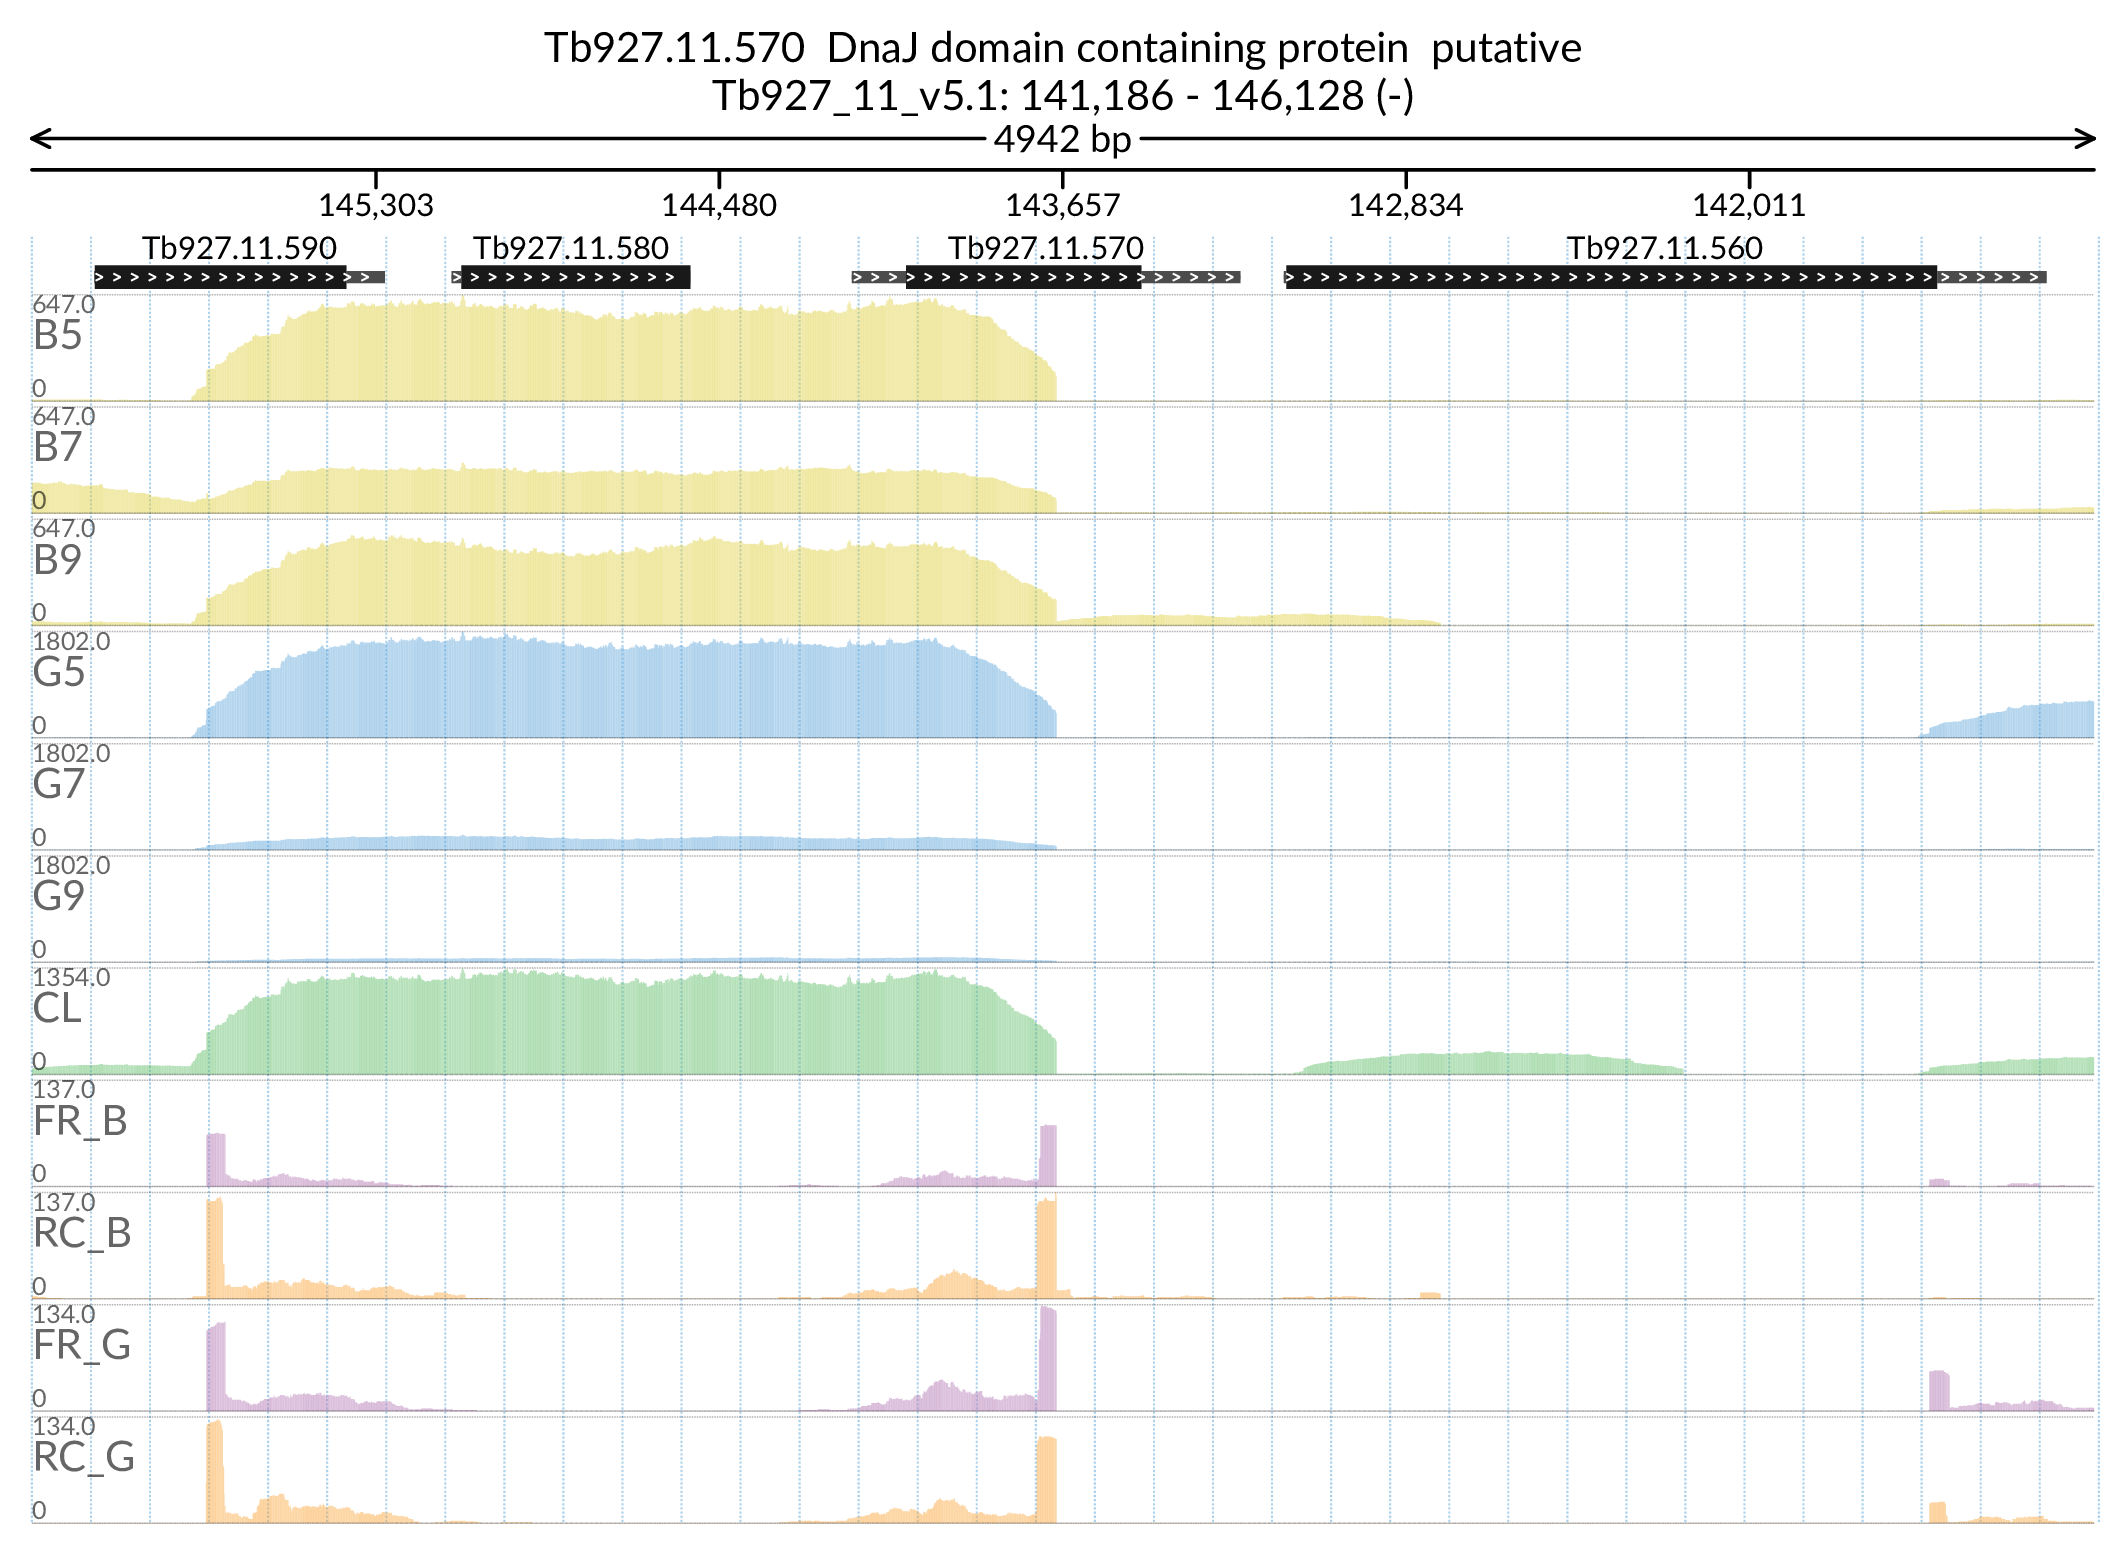 Tb927.11.570  DnaJ domain containing protein  putative
Tb927_11_v5.1: 141,186 - 146,128 (-)
4942 bp
145,303 144,480 143,657 142,834 142,011
Tb927.11.590 Tb927.11.580 Tb927.11.570 Tb927.11.560
647.0
B5
0
647.0
B7
0
647.0
B9
0
1802.0
G5
0
1802.0
G7
0
1802.0
G9
0
1354.0
CL
0
137.0
FR_B
0
137.0
RC_B
0
134.0
FR_G
0
134.0
RC_G
0